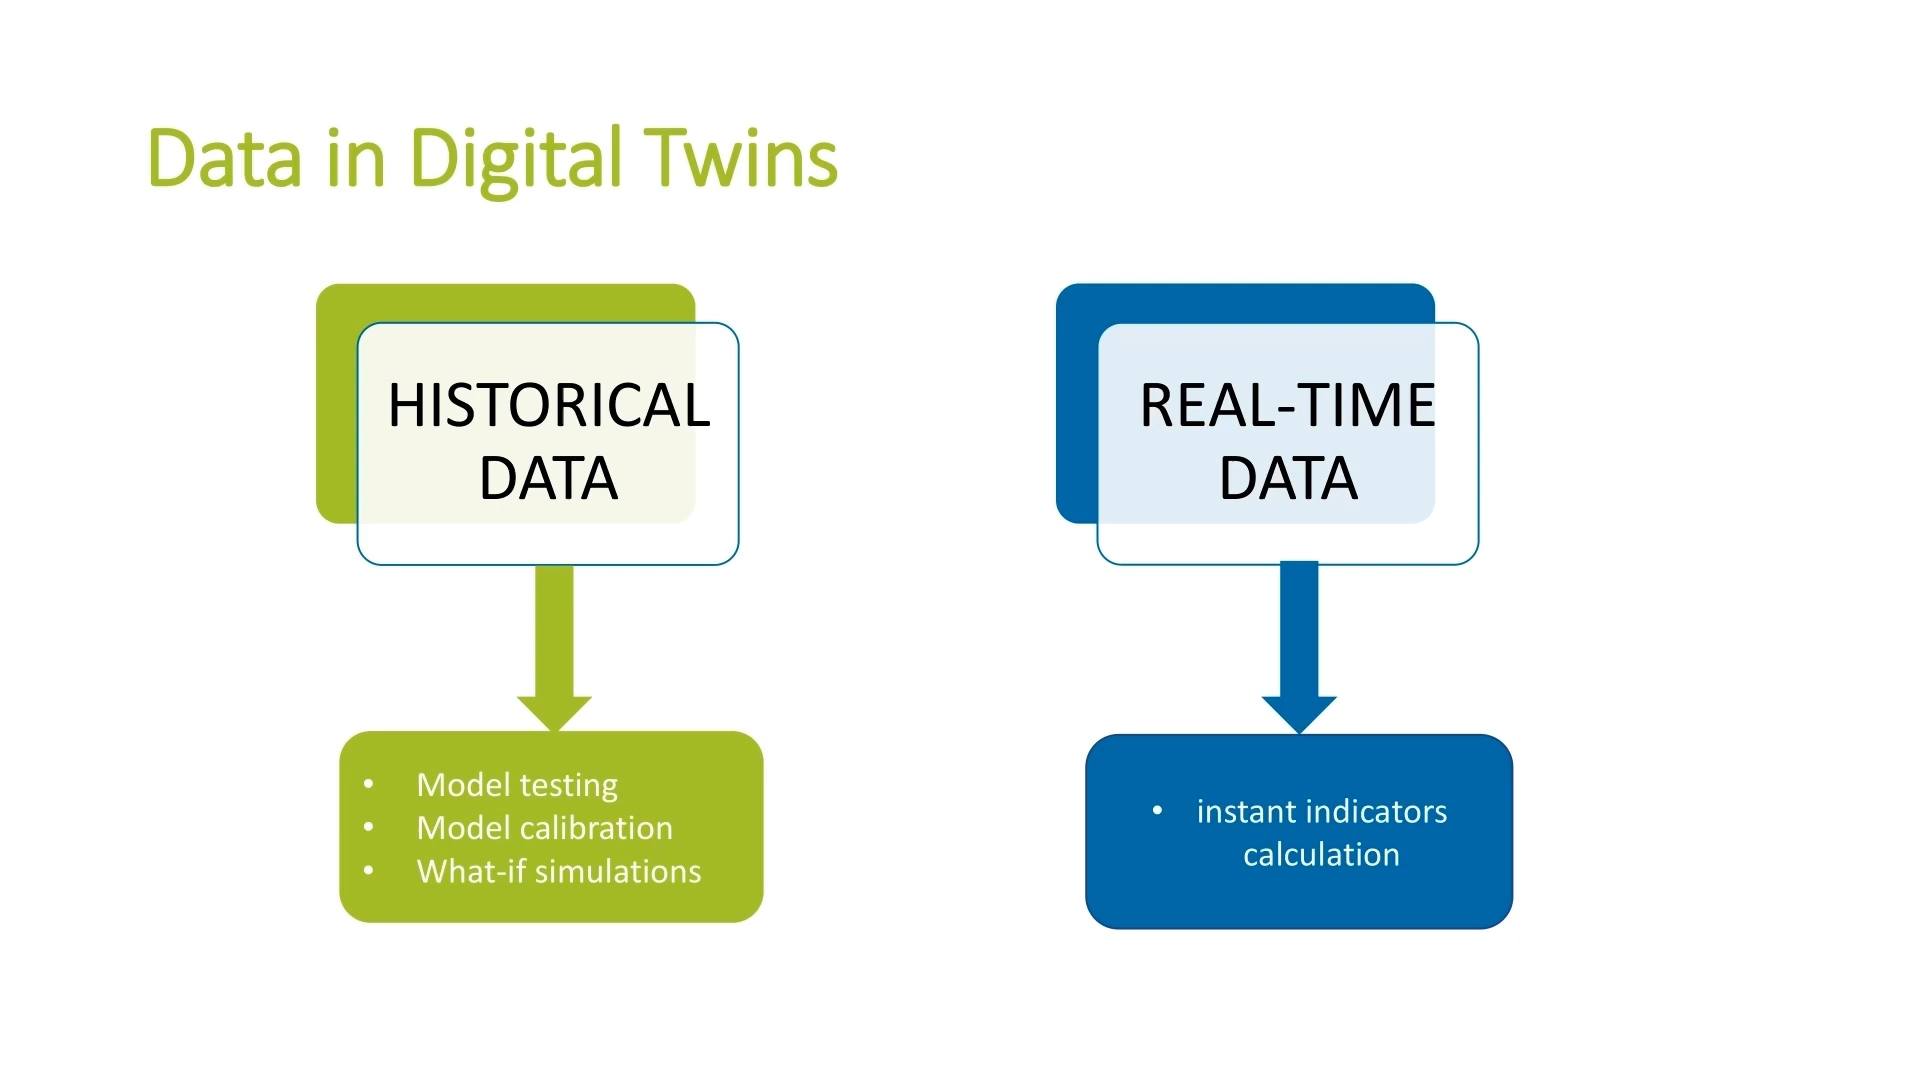 Data in Digital Twins
HISTORICAL
DATA
• Model testing
• Model calibration
• What-if simulations
REAL-TIME
DATA
• instant indicators
calculation